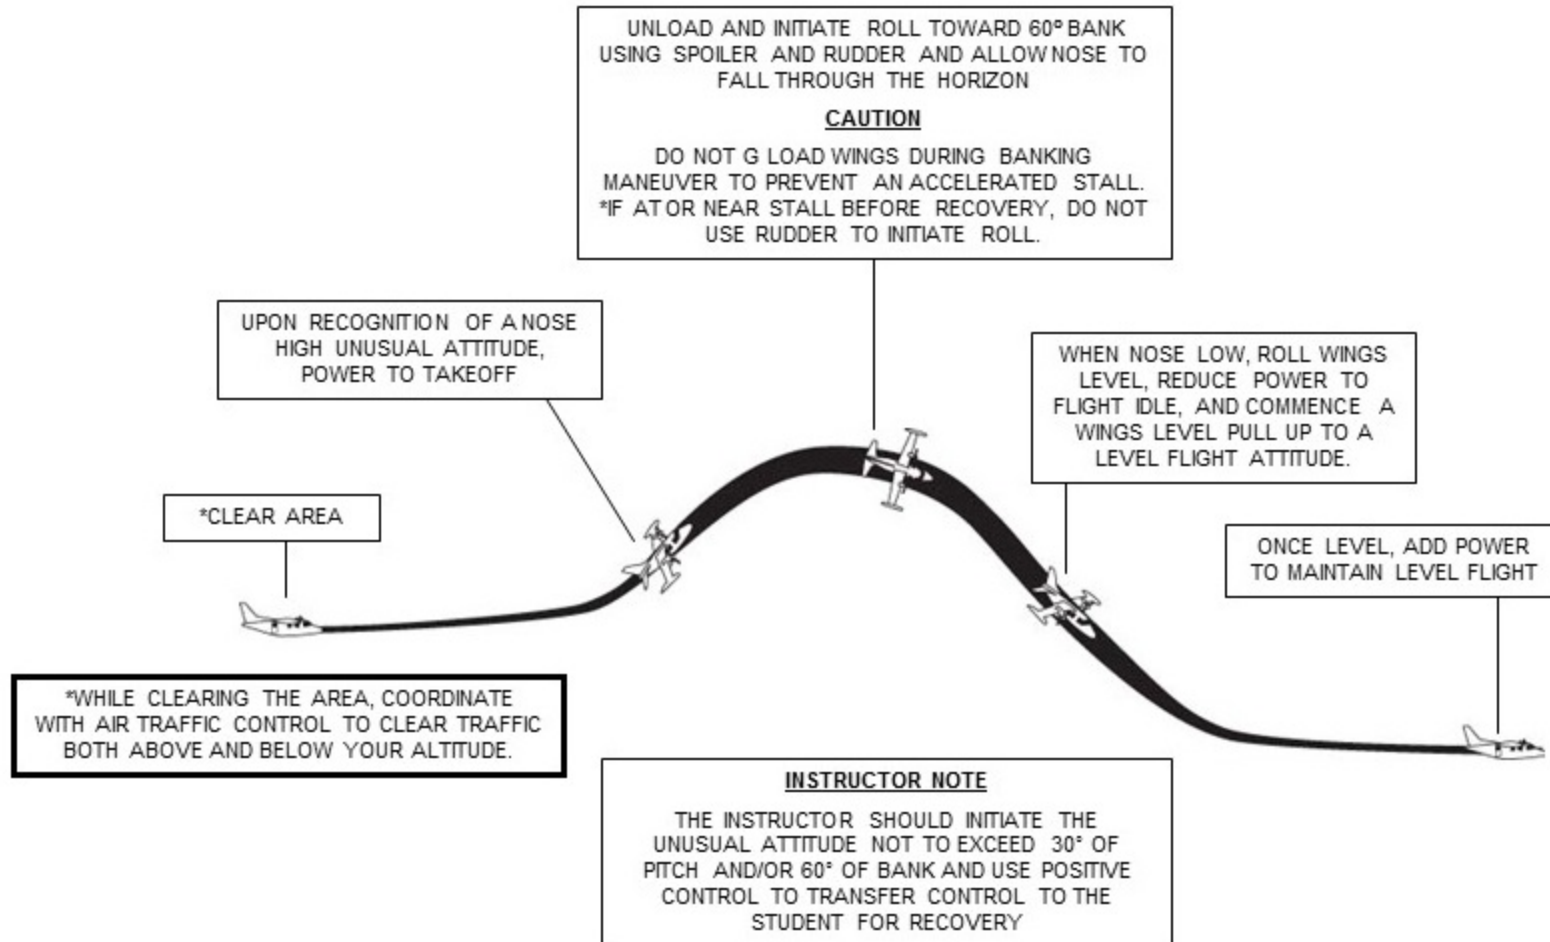 UNLOAD AND INITIATE ROLL TOWARD 60º BANK
USING SPOILER AND RUDDER AND ALLOW NOSE TO
FALL THROUGH THE HORIZON
CAUTION
DO NOT G LOAD WINGS DURING BANKING
MANEUVER TO PREVENT AN ACCELERATED STALL.
*IF AT OR NEAR STALL BEFORE RECOVERY, DO NOT
USE RUDDER TO INITIATE ROLL.
UPON RECOGNITION OF A NOSE
HIGH UNUSUAL ATTITUDE,
POWER TO TAKEOFF
WHEN NOSE LOW, ROLL WINGS
LEVEL, REDUCE POWER TO
FLIGHT IDLE, AND COMMENCE A
WINGS LEVEL PULL UP TO A
LEVEL FLIGHT ATTITUDE.
*CLEAR AREA
ONCE LEVEL, ADD POWER
TO MAINTAIN LEVEL FLIGHT
*WHILE CLEARING THE AREA, COORDINATE
WITH AIR TRAFFIC CONTROL TO CLEAR TRAFFIC
BOTH ABOVE AND BELOW YOUR ALTITUDE.
INSTRUCTOR NOTE
THE INSTRUCTOR SHOULD INITIATE THE
UNUSUAL ATTITUDE NOT TO EXCEED 30° OF
PITCH AND/OR 60° OF BANK AND USE POSITIVE
CONTROL TO TRANSFER CONTROL TO THE
STUDENT FOR RECOVERY